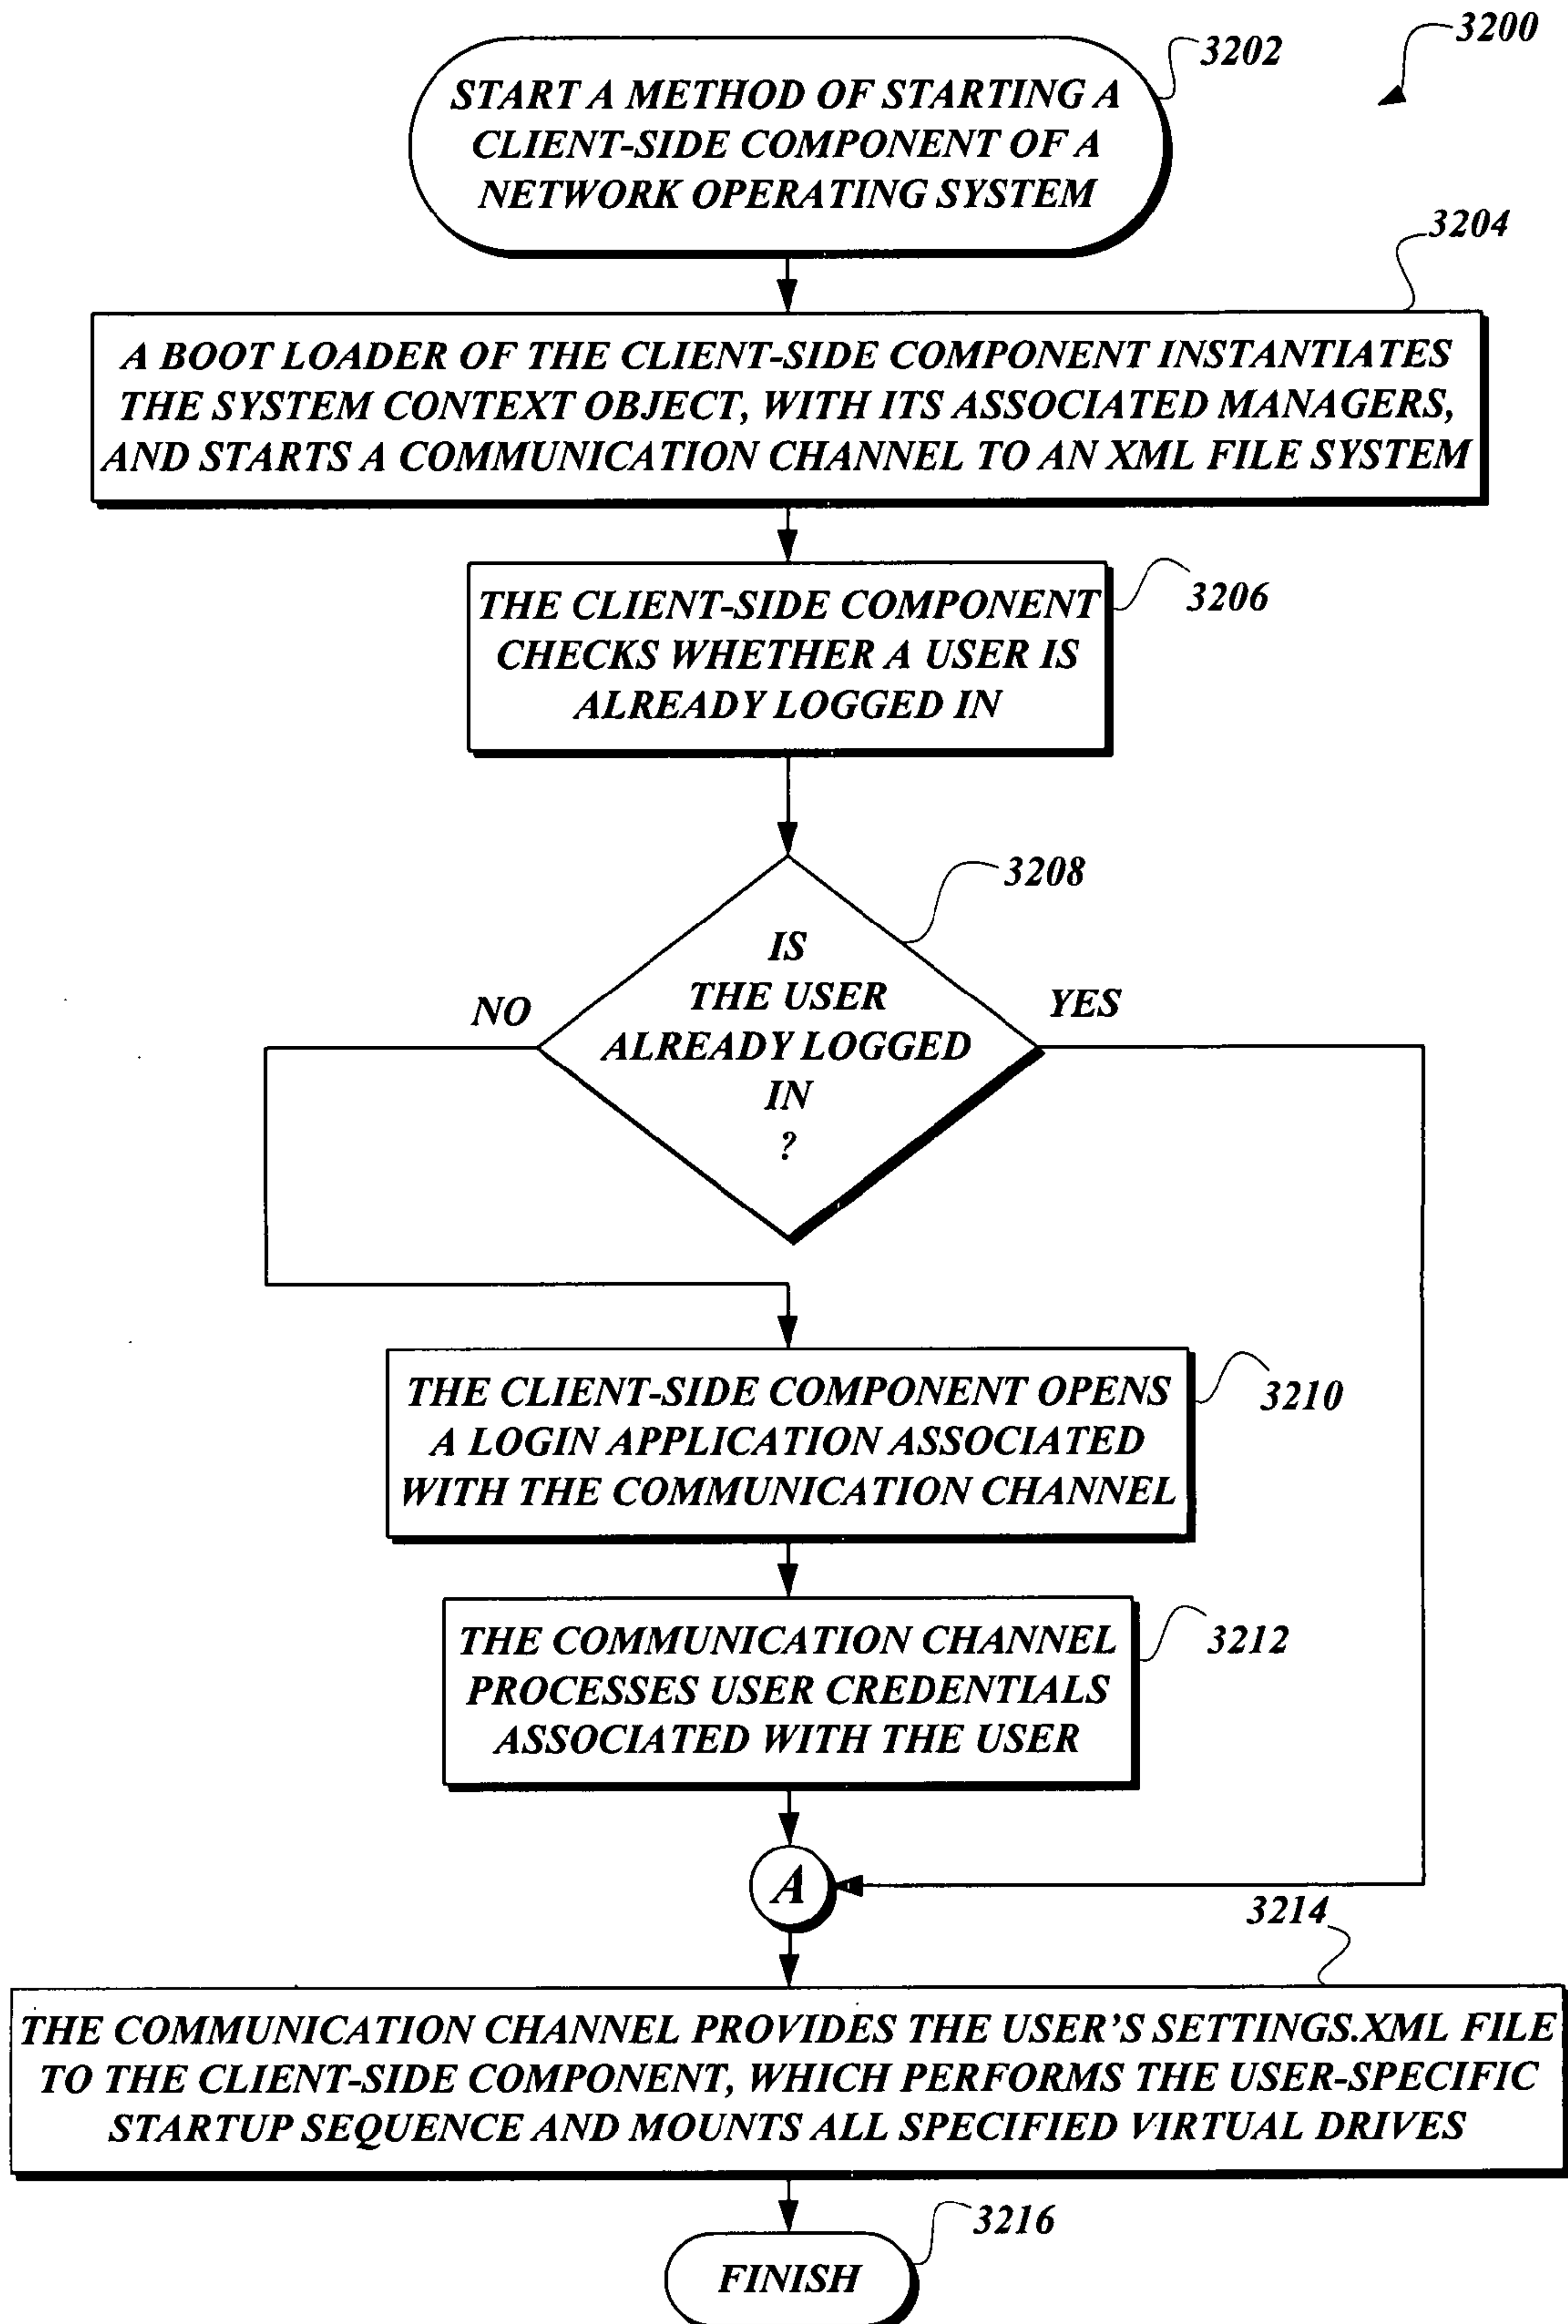 3200
3202
START A METHOD OF STARTING A
CLIENT-SIDE COMPONENT OF A
NETWORK OPERATING SYSTEM
3204
A BOOT LOADER OF THE CLIENT-SIDE COMPONENT INSTANTIATES
THE SYSTEM CONTEXT OBJECT, WITH ITS ASSOCIATED MANAGERS,
AND STARTS A COMMUNICATION CHANNEL TO AN XML FILE SYSTEM
3206
THE CLIENT-SIDE COMPONENT
CHECKS WHETHER A USER IS
ALREADY LOGGED IN
3208
IS
THE USER
ALREADY LOGGED
IN
?
NO
YES
3210
THE CLIENT-SIDE COMPONENT OPENS
A LOGIN APPLICATION ASSOCIATED
WITH THE COMMUNICATION CHANNEL
3212
THE COMMUNICATION CHANNEL
PROCESSES USER CREDENTIALS
ASSOCIATED WITH THE USER
A
3214
THE COMMUNICATION CHANNEL PROVIDES THE USER'S SETTINGS.XML FILE
TO THE CLIENT-SIDE COMPONENT, WHICH PERFORMS THE USER-SPECIFIC
STARTUP SEQUENCE AND MOUNTS ALL SPECIFIED VIRTUAL DRIVES
3216
FINISH